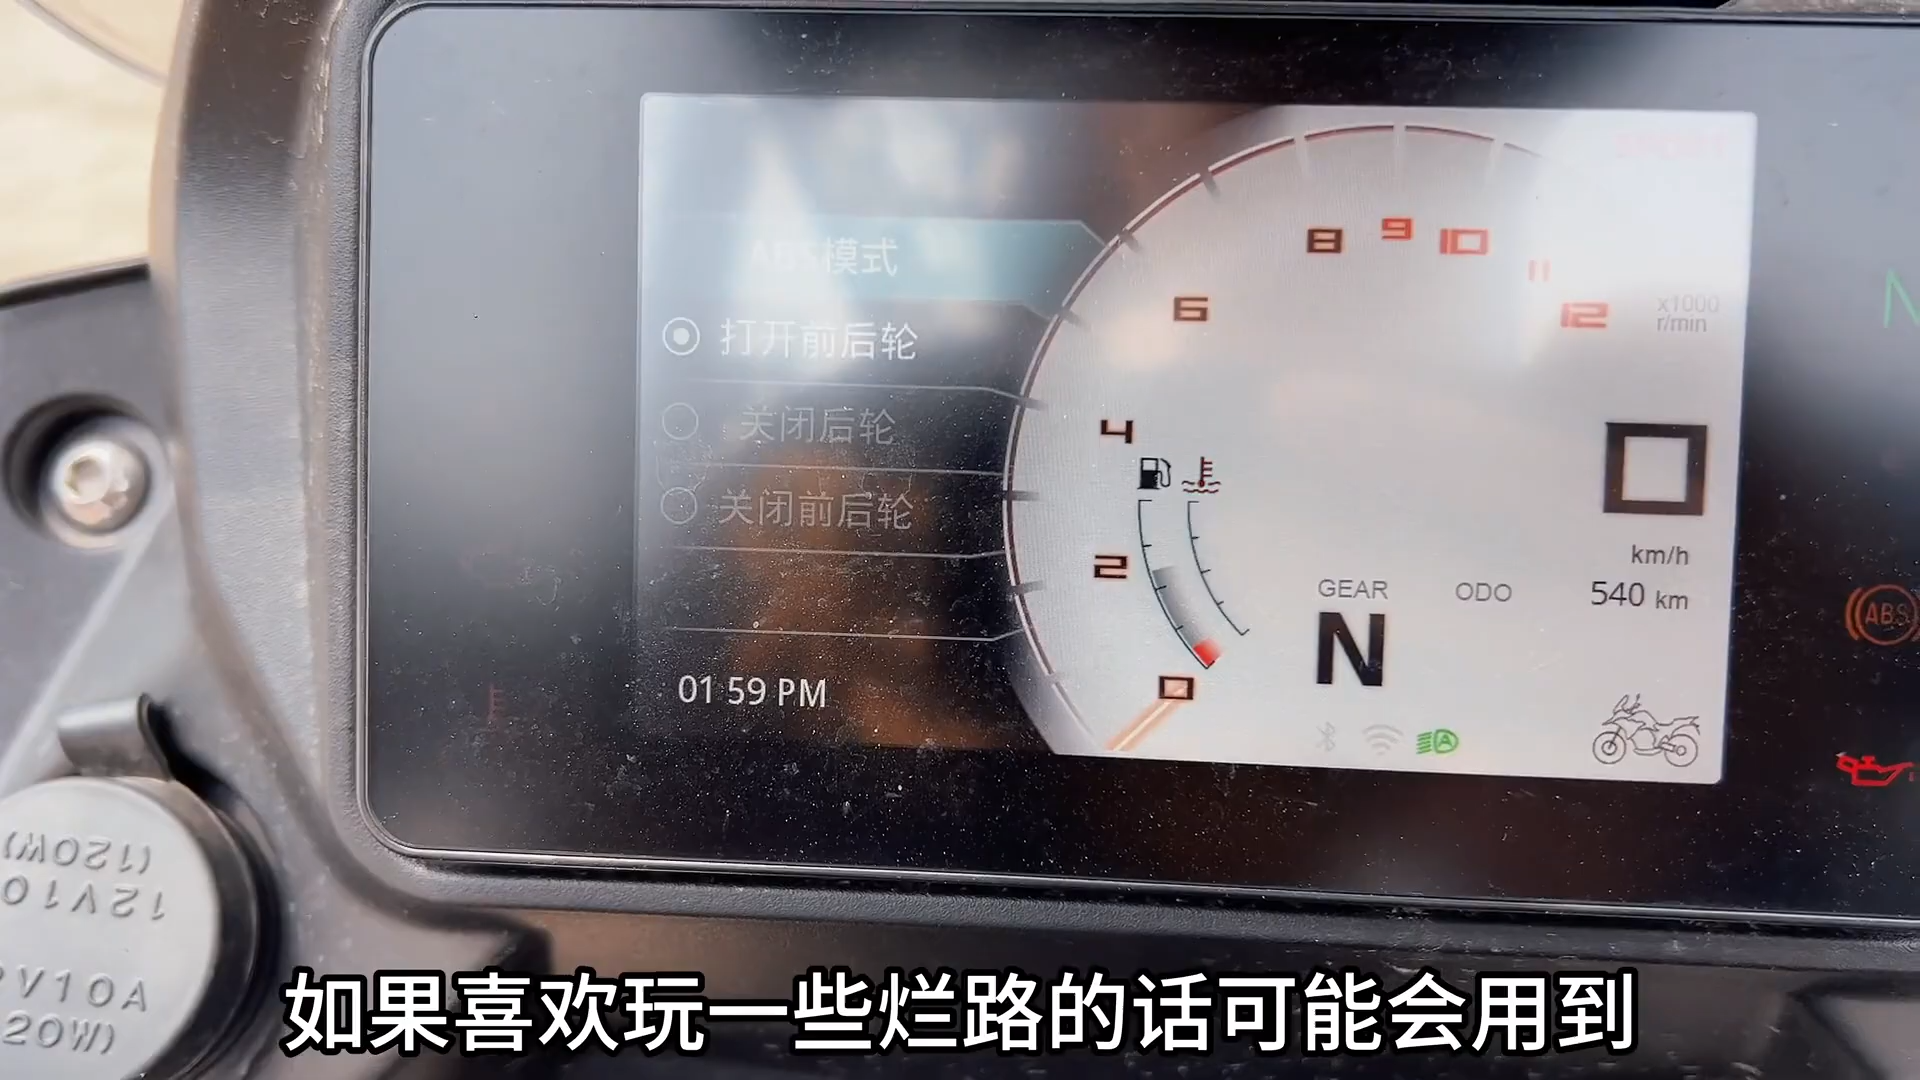 ABS模式
打开前后轮
关闭后轮
关闭前后轮
01 59 PM
0
2
4
6
8
9
10
11
12
x1000
r/min
0
km/h
GEAR
ODO
540 km
N
N
ABS
12V10A
(120W)
V10A
20W)
如果喜欢玩一些烂路的话可能会用到